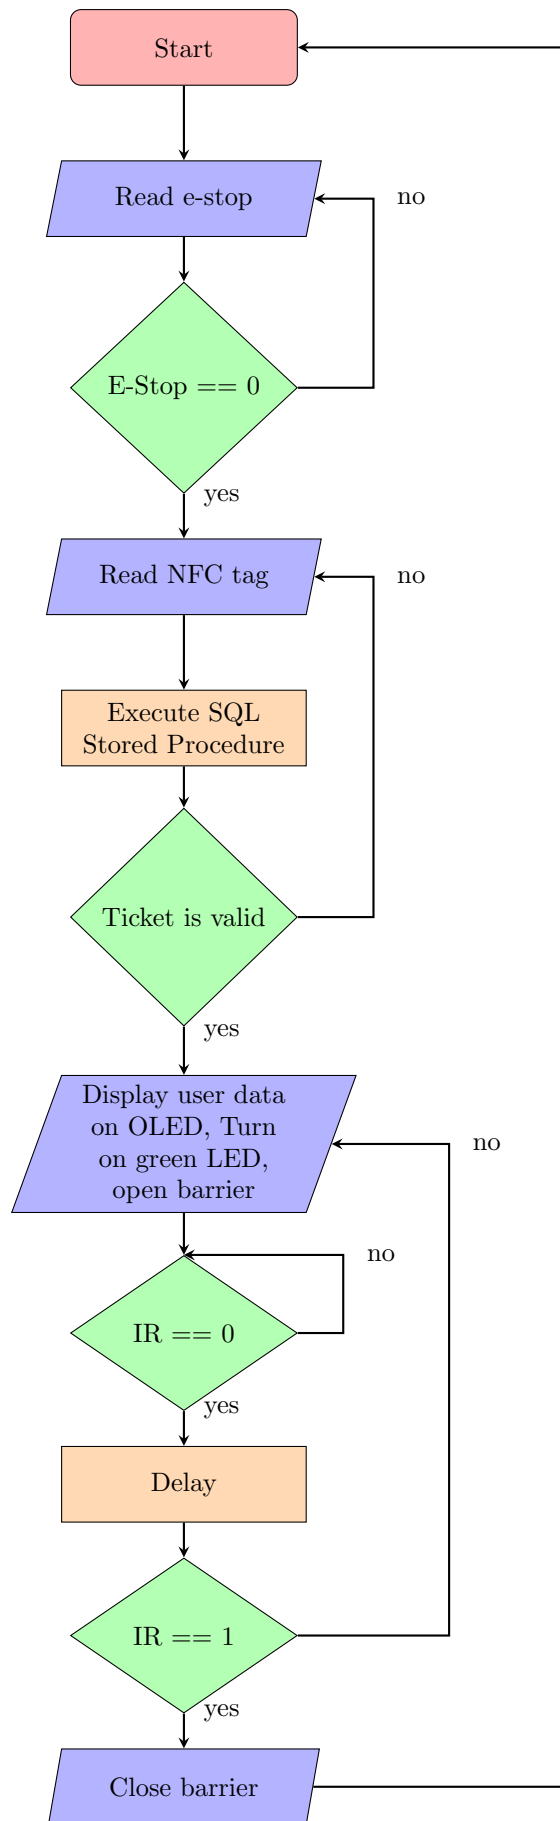 Start
Read e-stop
no
E-Stop == 0
yes
Read NFC tag
no
Execute SQL
Stored Procedure
Ticket is valid
yes
Display user data
on OLED, Turn
on green LED,
open barrier
no
no
IR == 0
yes
Delay
IR == 1
yes
Close barrier